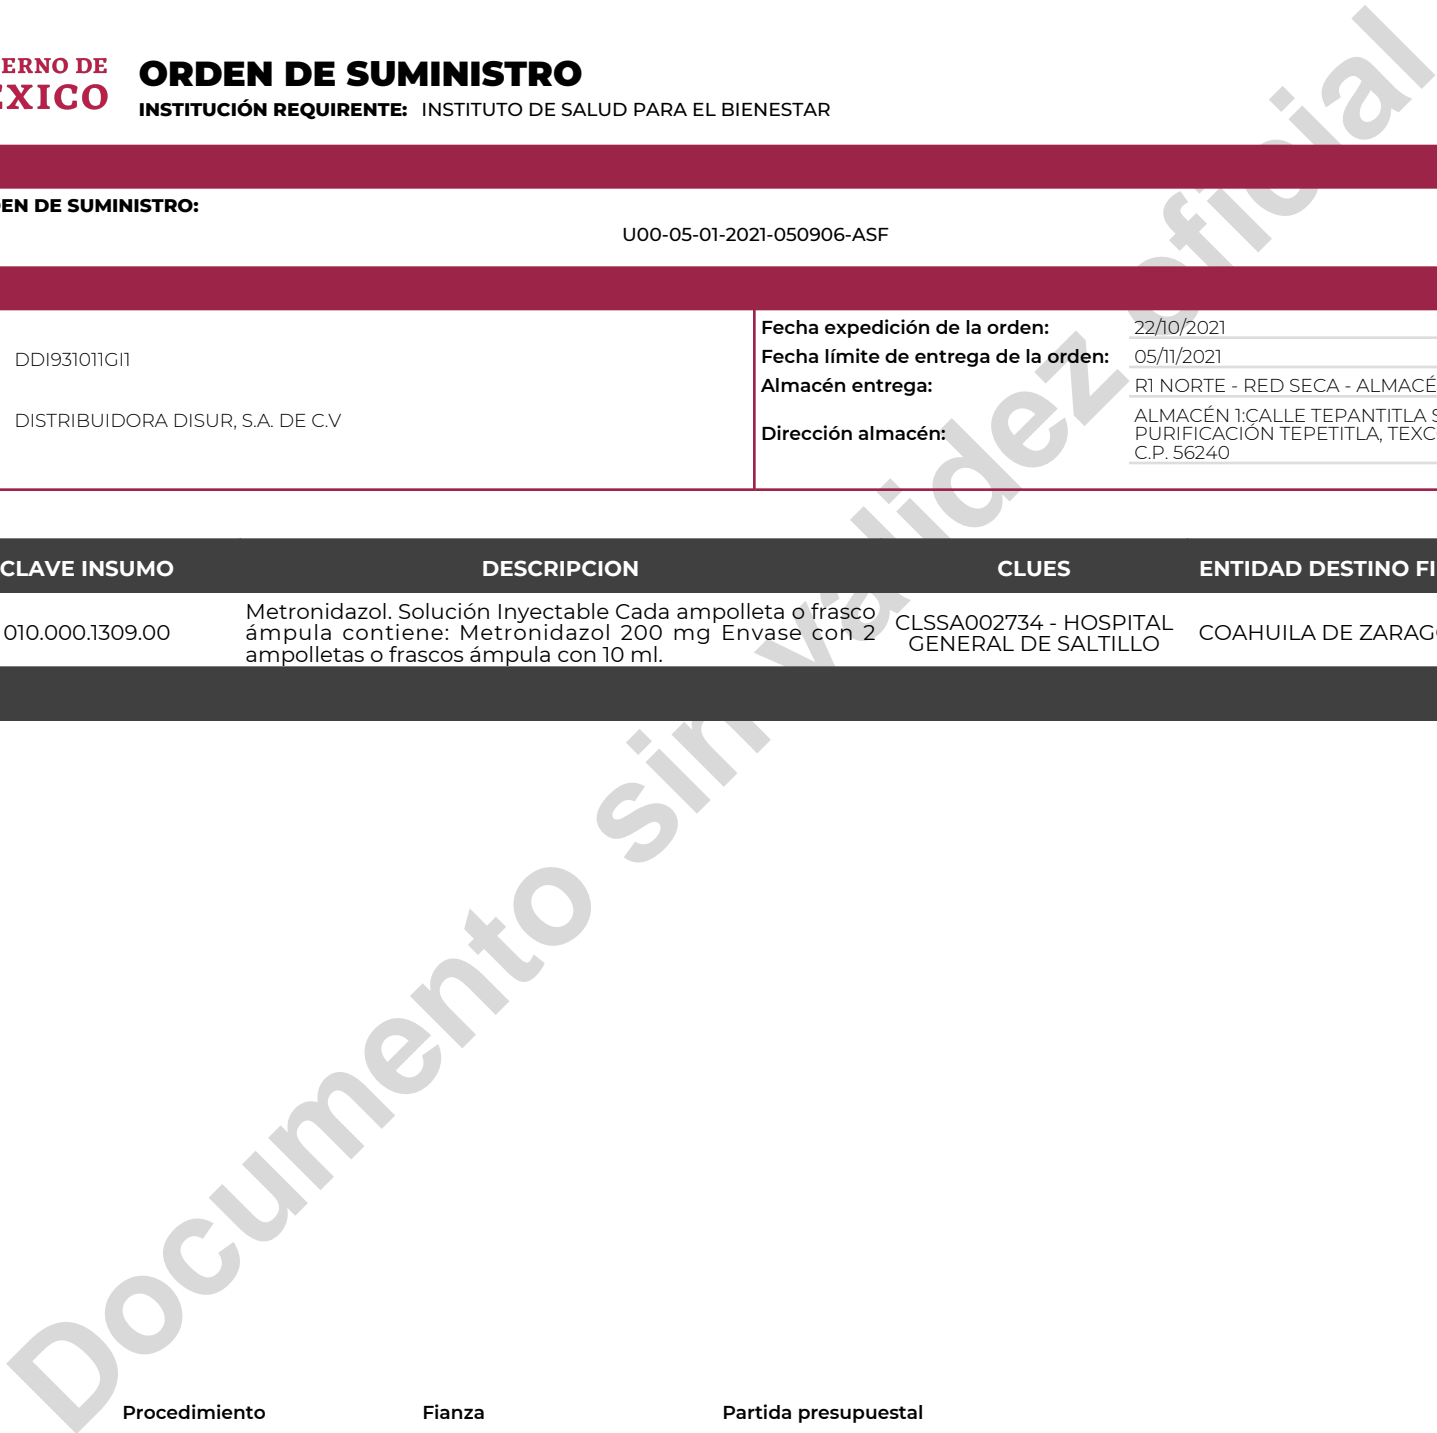 ERNO DE
EXICO
ORDEN DE SUMINISTRO
INSTITUCIÓN REQUIRENTE: INSTITUTO DE SALUD PARA EL BIENESTAR
EN DE SUMINISTRO:
U00-05-01-2021-050906-ASF
DDI931011GI1
DISTRIBUIDORA DISUR, S.A. DE C.V
Fecha expedición de la orden: 22/10/2021
Fecha límite de entrega de la orden: 05/11/2021
Almacén entrega: R1 NORTE - RED SECA - ALMACÉ
Dirección almacén:
ALMACÉN 1:CALLE TEPANTITLA S
PURIFICACIÓN TEPETITLA, TEXC
C.P. 56240
CLAVE INSUMO DESCRIPCION CLUES ENTIDAD DESTINO FI
010.000.1309.00
Metronidazol. Solución Inyectable Cada ampolleta o frasco
ámpula contiene: Metronidazol 200 mg Envase con 2
ampolletas o frascos ámpula con 10 ml.
CLSSA002734 - HOSPITAL
GENERAL DE SALTILLO
COAHUILA DE ZARAG
Documento sin validez oficial
Procedimiento Fianza Partida presupuestal